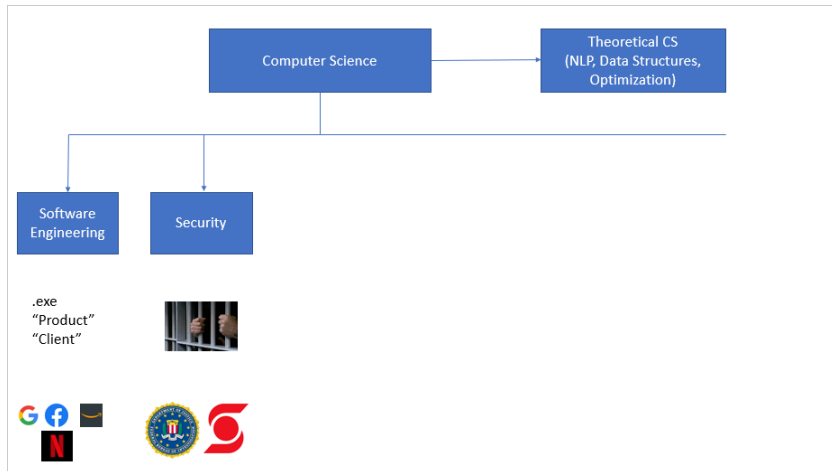 Computer Science
Theoretical CS
(NLP, Data Structures,
Optimization)
Software
Engineering
Security
.exe
“Product”
“Client”